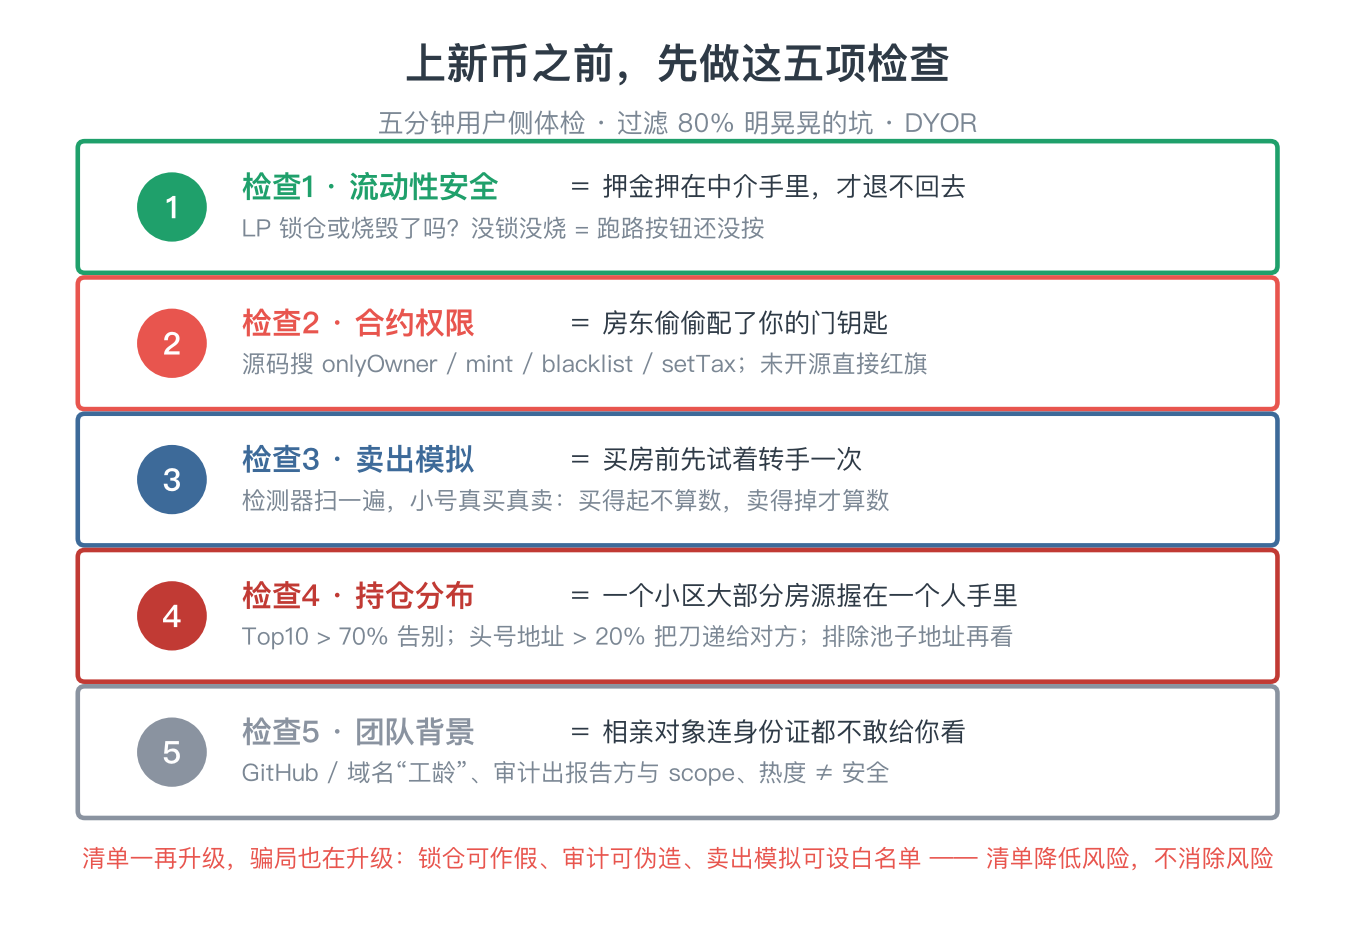 上新币之前，先做这五项检查
五分钟用户侧体检 · 过滤 80% 明晃晃的坑 · DYOR
1
检查1 · 流动性安全 = 押金押在中介手里，才退不回去
LP 锁仓或烧毁了吗？没锁没烧 = 跑路按钮还没按
2
检查2 · 合约权限 = 房东偷偷配了你的门钥匙
源码搜 onlyOwner / mint / blacklist / setTax；未开源直接红旗
3
检查3 · 卖出模拟 = 买房前先试着转手一次
检测器扫一遍，小号真买真卖：买得起不算数，卖得掉才算数
4
检查4 · 持仓分布 = 一个小区大部分房源握在一个人手里
Top10 > 70% 告别；头号地址 > 20% 把刀递给对方；排除池子地址再看
5
检查5 · 团队背景 = 相亲对象连身份证都不敢给你看
GitHub / 域名“工龄”、审计出报告方与 scope、热度 ≠ 安全
清单一再升级，骗局也在升级：锁仓可作假、审计可伪造、卖出模拟可设白名单 —— 清单降低风险，不消除风险